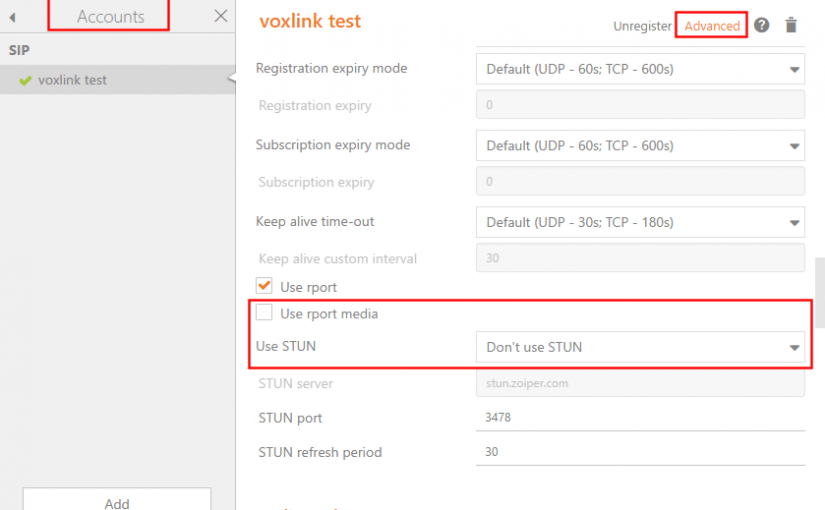 Accounts
SIP
voxlink test
Add
voxlink test
Unregister Advanced ?
Registration expiry mode Default (UDP - 60s; TCP - 600s)
Registration expiry 0
Subscription expiry mode Default (UDP - 60s; TCP - 600s)
Subscription expiry 0
Keep alive time-out Default (UDP - 30s; TCP - 180s)
Keep alive custom interval 30
Use rport
Use rport media
Use STUN Don't use STUN
STUN server stun.zoiper.com
STUN port 3478
STUN refresh period 30